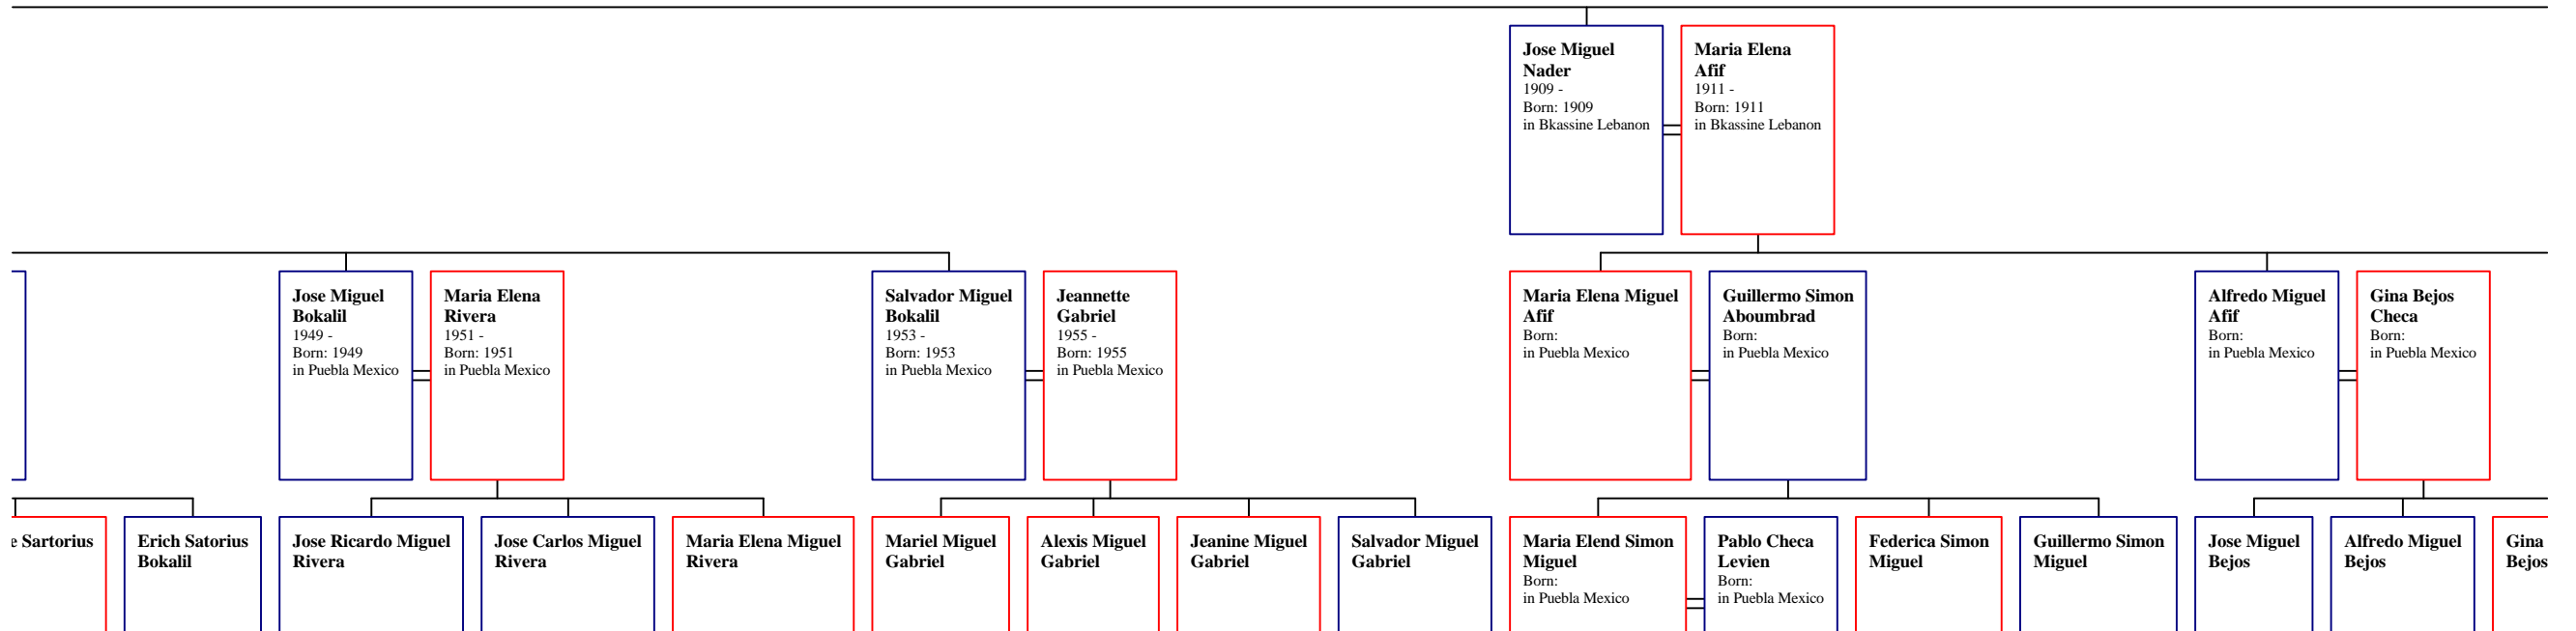 Jose Miguel
Nader
1909 -
Born: 1909
in Bkassine Lebanon
Maria Elena
Afif
1911 -
Born: 1911
in Bkassine Lebanon
Jose Miguel
Bokalil
1949 -
Born: 1949
in Puebla Mexico
Maria Elena
Rivera
1951 -
Born: 1951
in Puebla Mexico
Salvador Miguel
Bokalil
1953 -
Born: 1953
in Puebla Mexico
Jeannette
Gabriel
1955 -
Born: 1955
in Puebla Mexico
Maria Elena Miguel
Afif
Born:
in Puebla Mexico
Guillermo Simon
Aboumbrad
Born:
in Puebla Mexico
Alfredo Miguel
Afif
Born:
in Puebla Mexico
Gina Bejos
Checa
Born:
in Puebla Mexico
e Sartorius
Erich Satorius
Bokalil
Jose Ricardo Miguel
Rivera
Jose Carlos Miguel
Rivera
Maria Elena Miguel
Rivera
Mariel Miguel
Gabriel
Alexis Miguel
Gabriel
Jeanine Miguel
Gabriel
Salvador Miguel
Gabriel
Maria Elend Simon
Miguel
Born:
in Puebla Mexico
Pablo Checa
Levien
Born:
in Puebla Mexico
Federica Simon
Miguel
Guillermo Simon
Miguel
Jose Miguel
Bejos
Alfredo Miguel
Bejos
Gina
Bejos